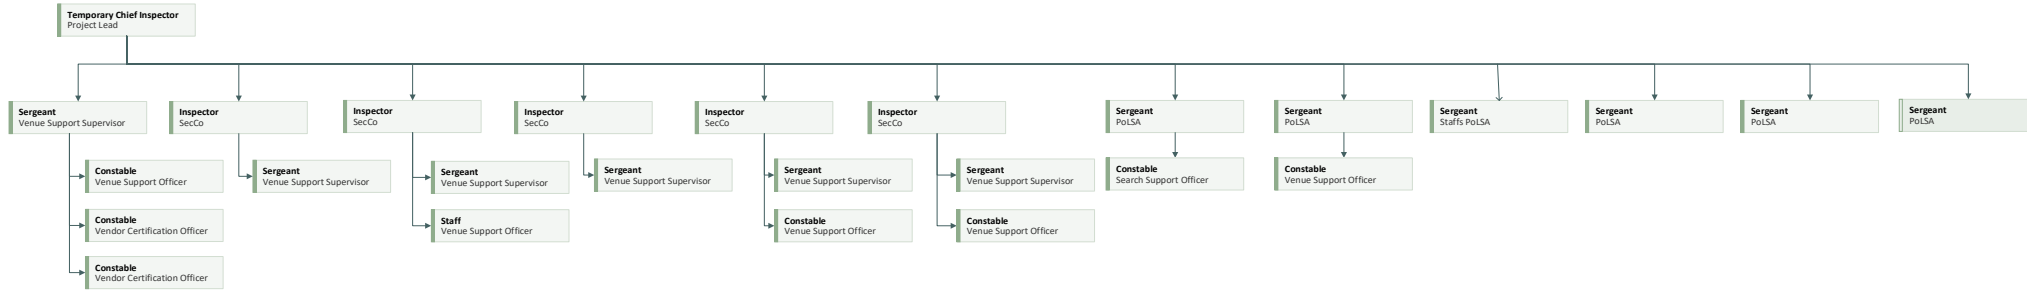 Temporary Chief Inspector
Project Lead
Sergeant
Venue Support Supervisor
Inspector
SecCo
Inspector
SecCo
Inspector
SecCo
Inspector
SecCo
Inspector
SecCo
Sergeant
PoLSA
Sergeant
PoLSA
Sergeant
Staffs PoLSA
Sergeant
PoLSA
Sergeant
PoLSA
Sergeant
PoLSA
Constable
Venue Support Officer
Sergeant
Venue Support Supervisor
Sergeant
Venue Support Supervisor
Sergeant
Venue Support Supervisor
Sergeant
Venue Support Supervisor
Sergeant
Venue Support Supervisor
Constable
Search Support Officer
Constable
Venue Support Officer
Constable
Vendor Certification Officer
Staff
Venue Support Officer
Constable
Venue Support Officer
Constable
Venue Support Officer
Constable
Vendor Certification Officer